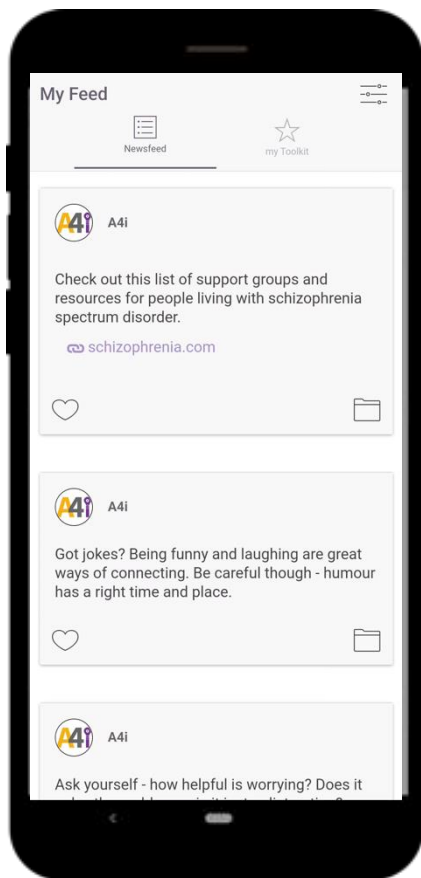 My Feed
Newsfeed
my Toolkit
A4i
A4i
Check out this list of support groups and
resources for people living with schizophrenia
spectrum disorder.
schizophrenia.com
A4i
A4i
Got jokes? Being funny and laughing are great
ways of connecting. Be careful though - humour
has a right time and place.
A4i
A4i
Ask yourself - how helpful is worrying? Does it